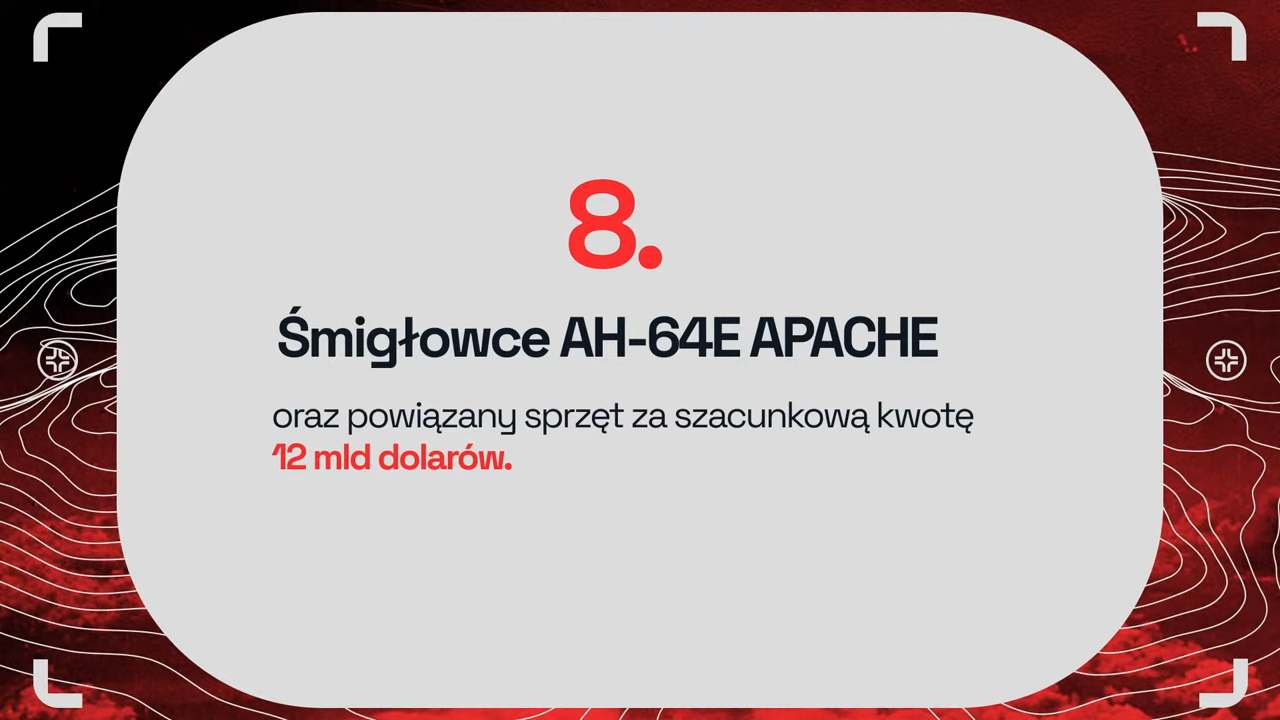 8.
Śmigłowce AH-64E APACHE
oraz powiązany sprzęt za szacunkową kwotę
12 mld dolarów.